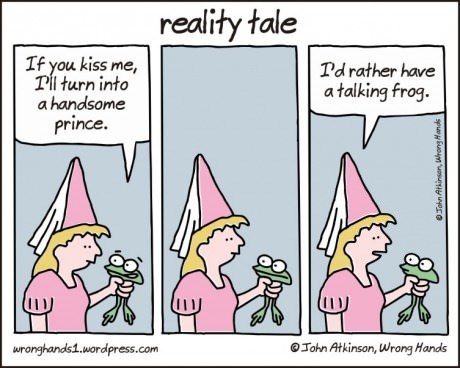 reality tale
If you kiss me,
I'll turn into
a handsome
prince.
I'd rather have
a talking frog.
© John Atkinson, Wrong Hands
wronghands1.wordpress.com
© John Atkinson, Wrong Hands